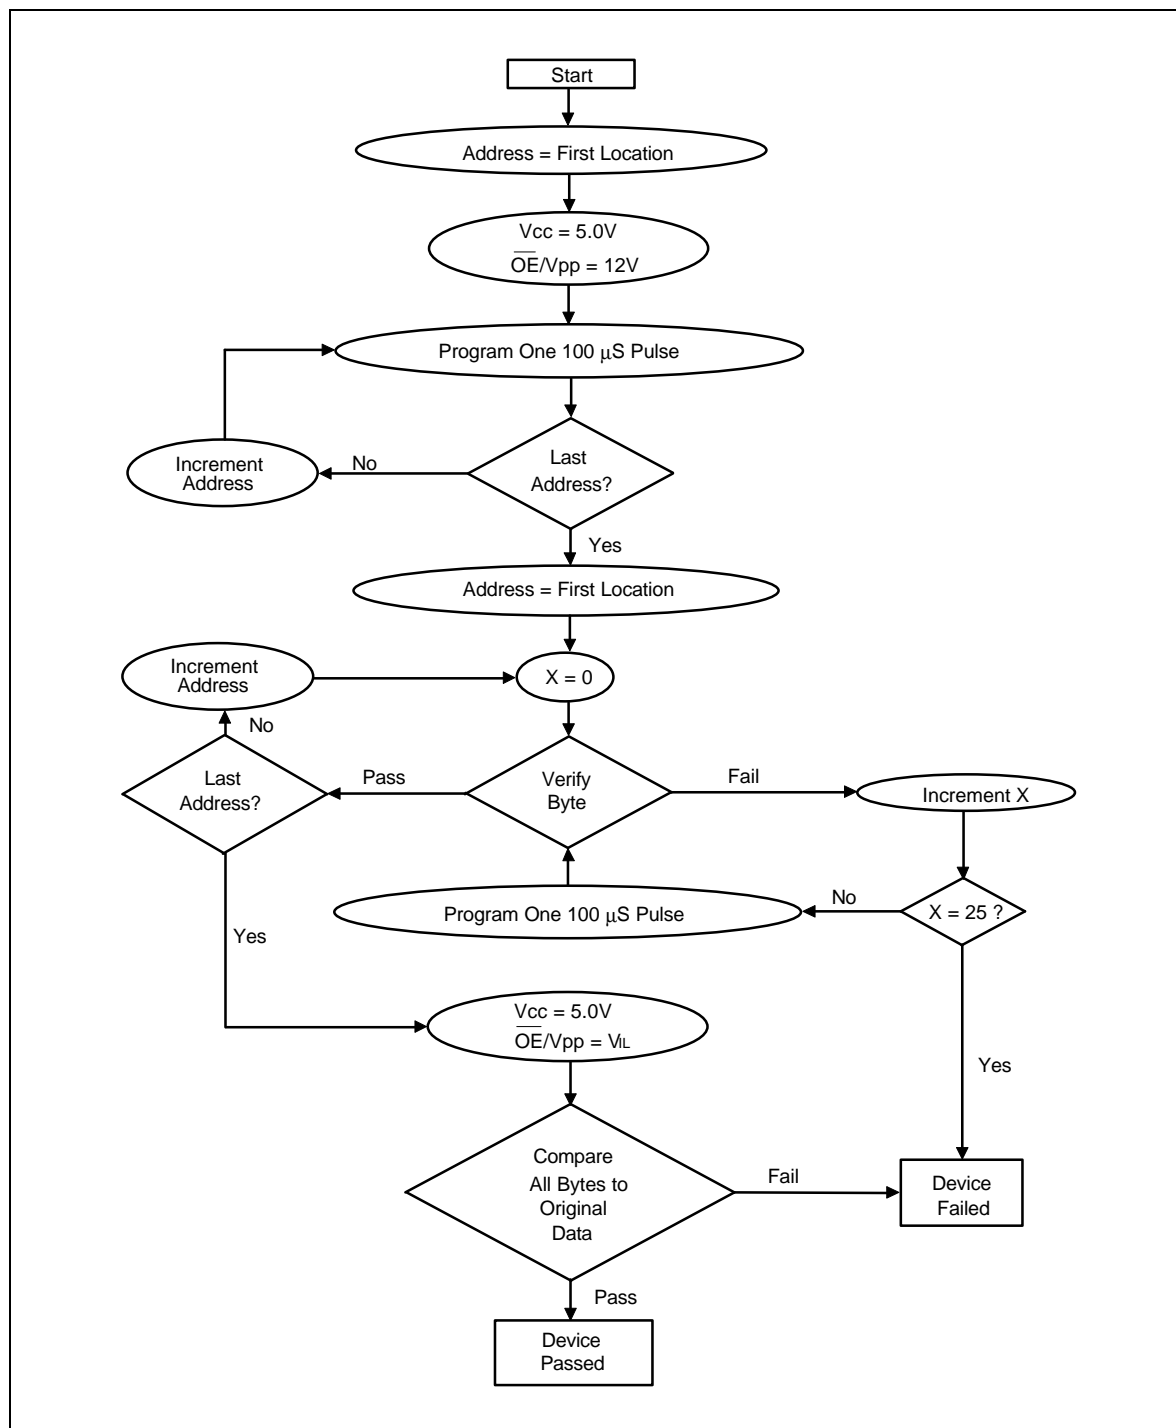 Start
Address = First Location
Vcc = 5.0V
O̅E̅/Vpp = 12V
Program One 100 μS Pulse
Increment
Address
No
Last
Address?
Yes
Address = First Location
Increment
Address
X = 0
No
Last
Address?
Pass
Verify
Byte
Fail
Increment X
Program One 100 μS Pulse
No
X = 25 ?
Yes
Vcc = 5.0V
O̅E̅/Vpp = VIL
Yes
Compare
All Bytes to
Original
Data
Fail
Device
Failed
Pass
Device
Passed